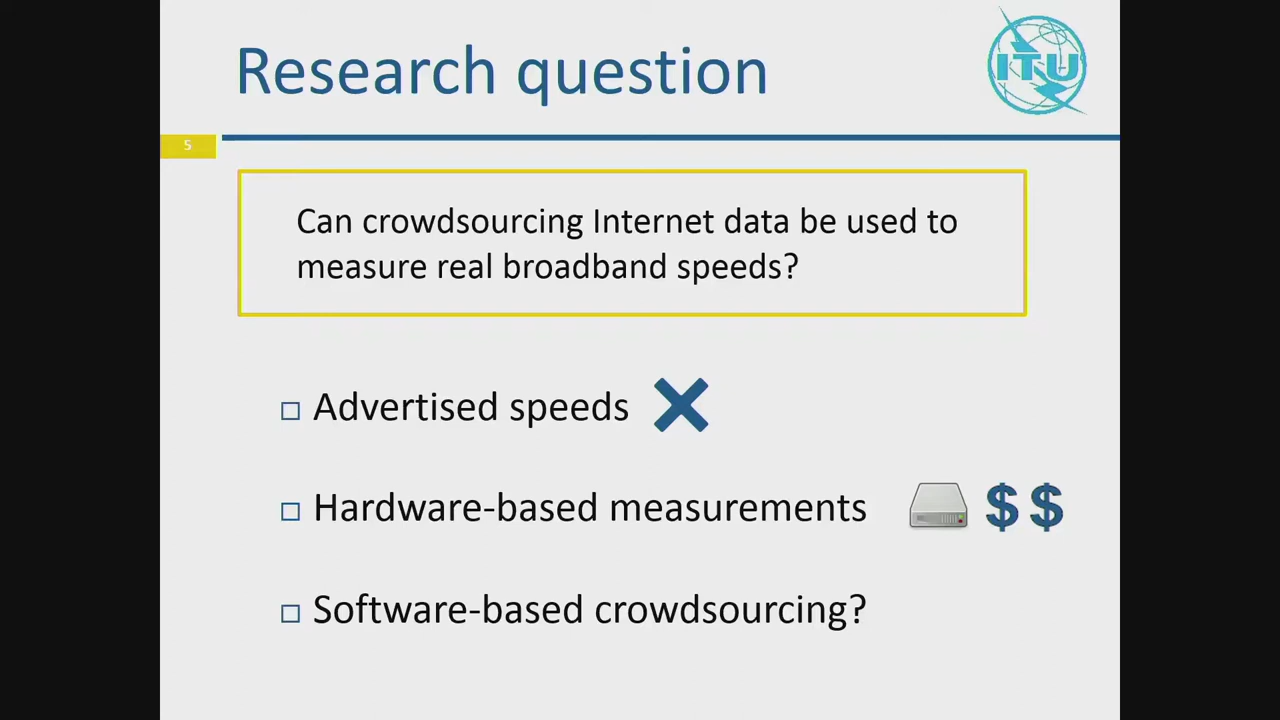 Research question
ITU
5
Can crowdsourcing Internet data be used to
measure real broadband speeds?
Advertised speeds
Hardware-based measurements $ $
Software-based crowdsourcing?